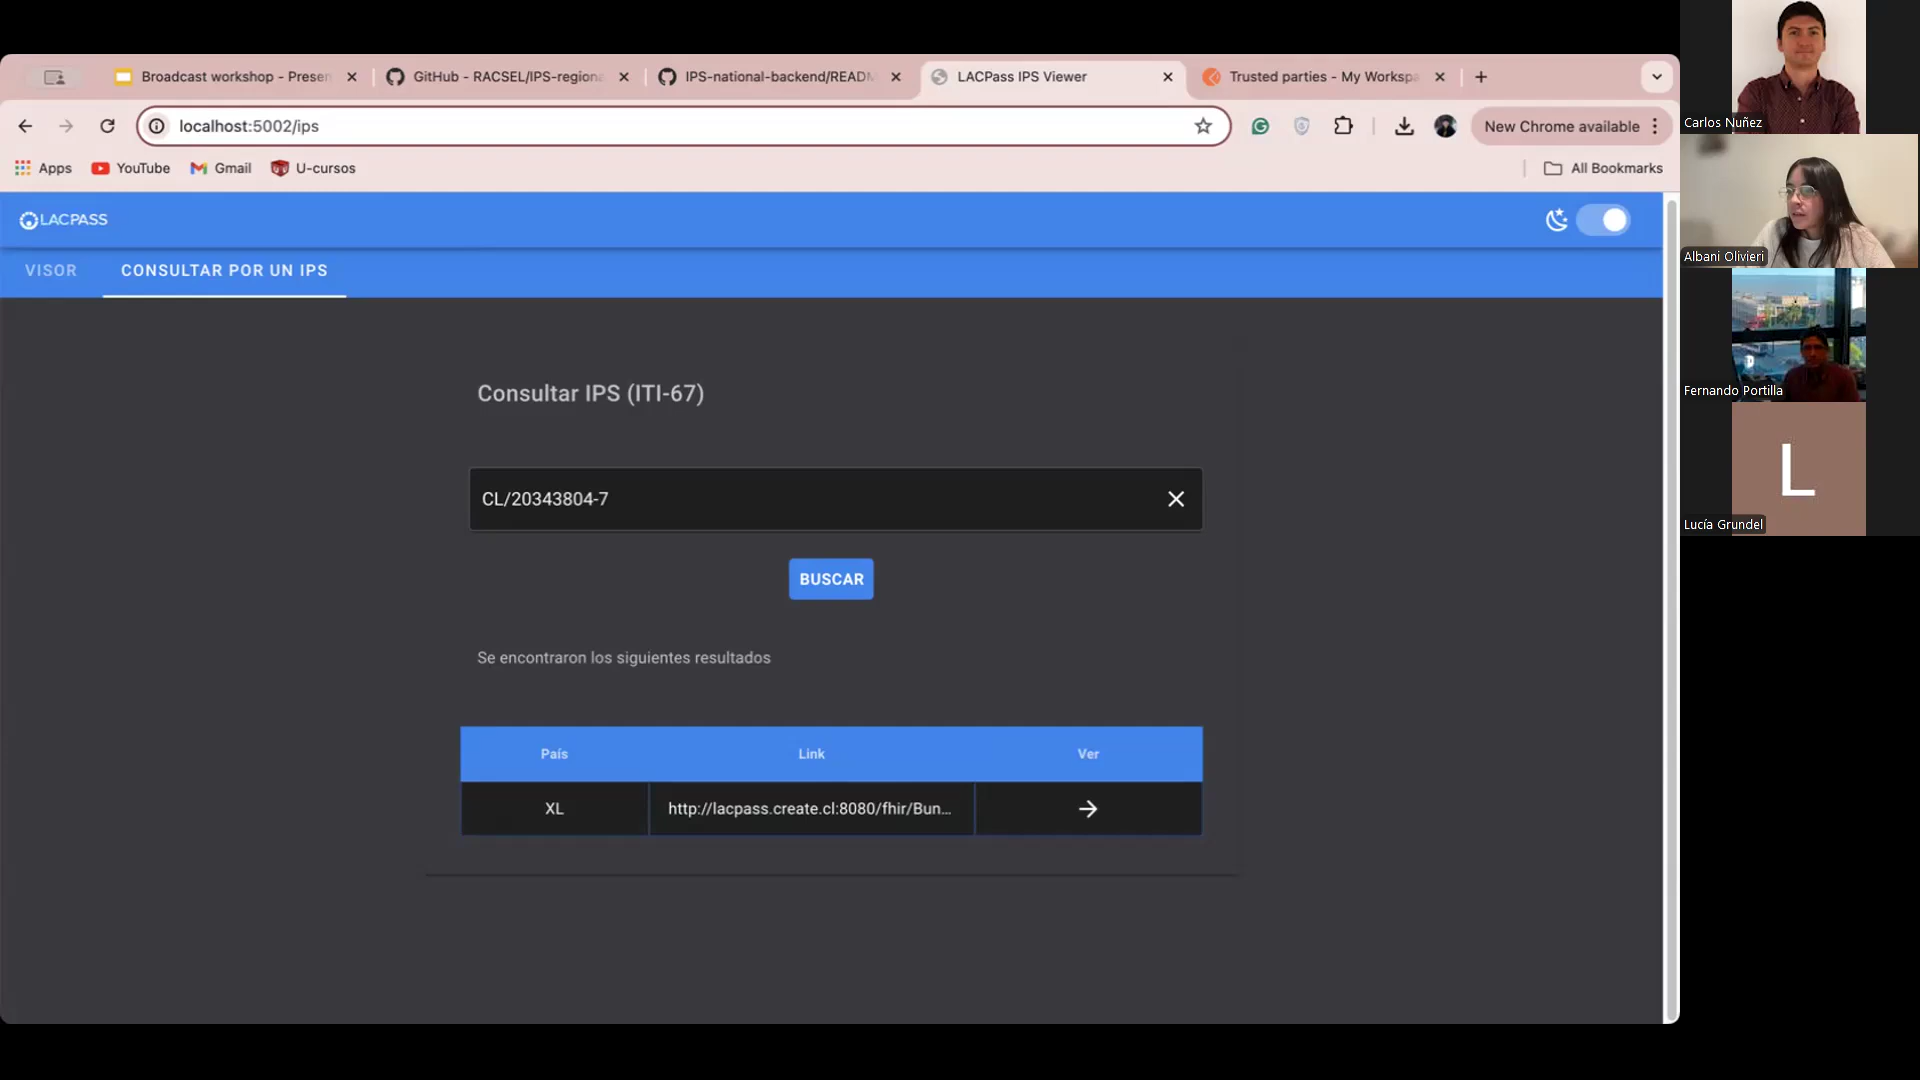 Broadcast workshop - Presen
GitHub - RACSEL/IPS-regiona
IPS-national-backend/READM
LACPass IPS Viewer
Trusted parties - My Workspa
localhost:5002/ips
New Chrome available
Apps
YouTube
Gmail
U-cursos
All Bookmarks
LACPASS
VISOR
CONSULTAR POR UN IPS
Consultar IPS (ITI-67)
CL/20343804-7
BUSCAR
Se encontraron los siguientes resultados
País Link Ver
XL http://lacpass.create.cl:8080/fhir/Bun...
Carlos Nuñez
Albani Olivieri
Fernando Portilla
L
Lucía Grundel